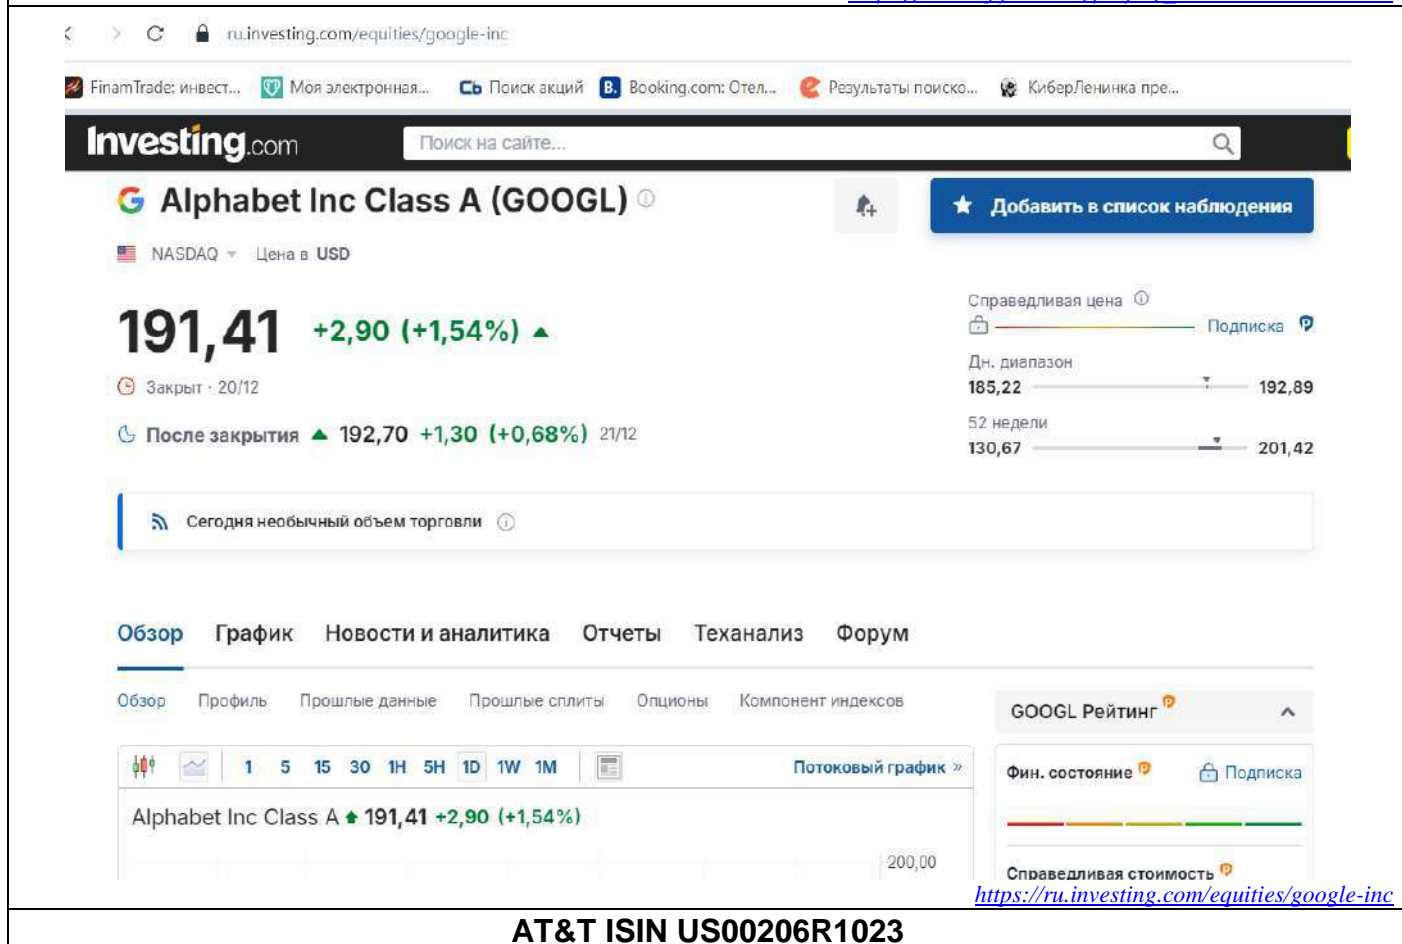 ru.investing.com/equities/google-inc
FinamTrade: инвест... Моя электронная... Сь Поиск акций B. Booking.com: Отел... Результаты поиско... КиберЛенинка пре...
Investing.com Поиск на сайте...
Alphabet Inc Class A (GOOGL)
Добавить в список наблюдения
NASDAQ Цена в USD
191,41 +2,90 (+1,54%)
Справедливая цена
Подписка
Дн. диапазон
185,22 192,89
Закрыт · 20/12
52 недели
130,67 201,42
После закрытия 192,70 +1,30 (+0,68%) 21/12
Сегодня необычный объем торговли
Обзор График Новости и аналитика Отчеты Теханализ Форум
Обзор Профиль Прошлые данные Прошлые сплиты Опционы Компонент индексов
GOOGL Рейтинг
1 5 15 30 1H 5H 1D 1W 1M Потоковый график »
Фин. состояние Подписка
Alphabet Inc Class A 191,41 +2,90 (+1,54%)
200,00
Справедливая стоимость
https://ru.investing.com/equities/google-inc
AT&T ISIN US00206R1023